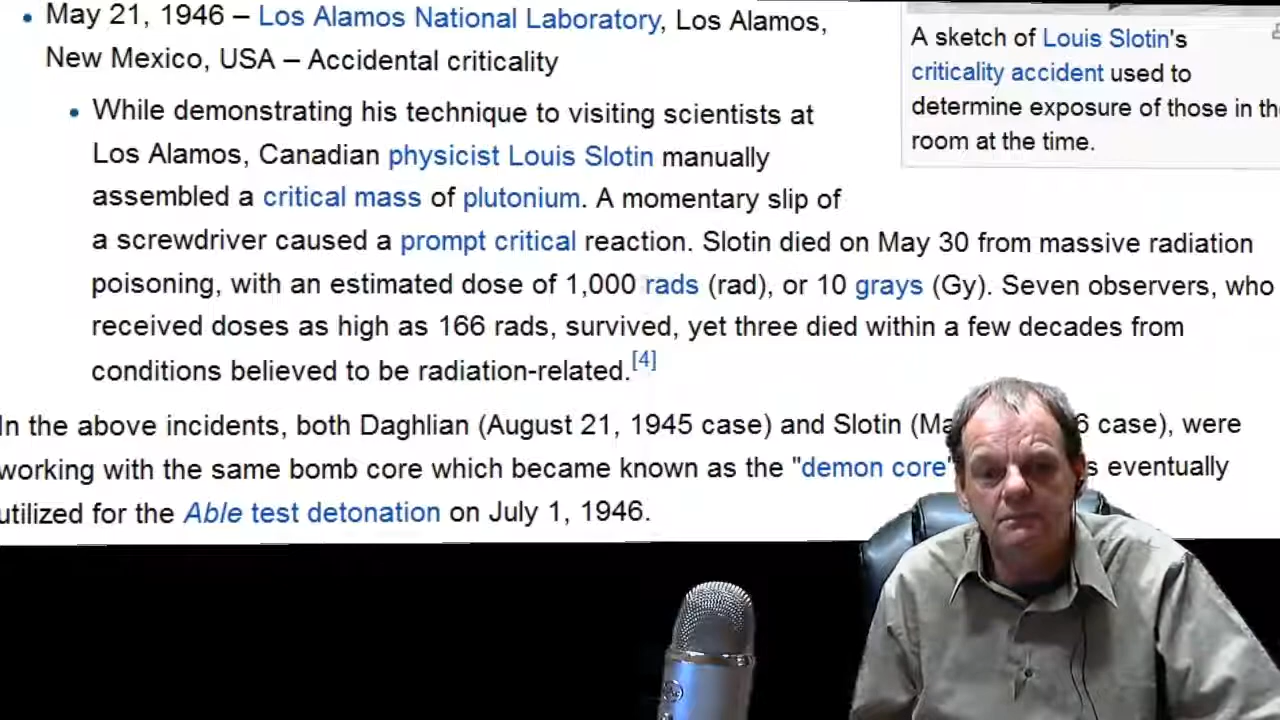 May 21, 1946 – Los Alamos National Laboratory, Los Alamos,
New Mexico, USA – Accidental criticality
While demonstrating his technique to visiting scientists at
Los Alamos, Canadian physicist Louis Slotin manually
assembled a critical mass of plutonium. A momentary slip of
a screwdriver caused a prompt critical reaction. Slotin died on May 30 from massive radiation
poisoning, with an estimated dose of 1,000 rads (rad), or 10 grays (Gy). Seven observers, who
received doses as high as 166 rads, survived, yet three died within a few decades from
conditions believed to be radiation-related.[4]
In the above incidents, both Daghlian (August 21, 1945 case) and Slotin (Ma 6 case), were
working with the same bomb core which became known as the "demon core" s eventually
utilized for the Able test detonation on July 1, 1946.
A sketch of Louis Slotin's
criticality accident used to
determine exposure of those in the
room at the time.